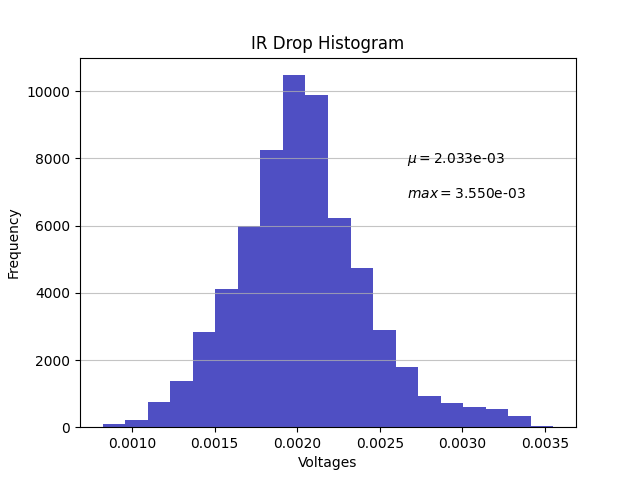 IR Drop Histogram
10000
8000
6000
4000
2000
0
Frequency
μ = 2.033e-03
max = 3.550e-03
0.0010 0.0015 0.0020 0.0025 0.0030 0.0035
Voltages